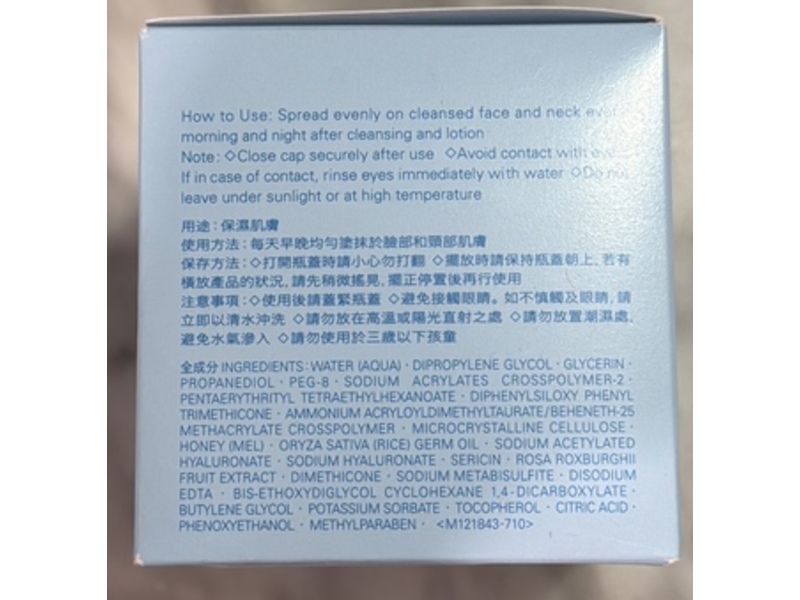 How to Use: Spread evenly on cleansed face and neck every
morning and night after cleansing and lotion
Note: ◇Close cap securely after use ◇Avoid contact with
If in case of contact, rinse eyes immediately with water ◇Do not
leave under sunlight or at high temperature
用途：保濕肌膚
使用方法：每天早晚均勻塗抹於臉部和頸部肌膚
保存方法：◇打開瓶蓋時請小心勿打翻 ◇擺放時請保持瓶蓋朝上，若有
橫放產品的狀況，請先稍微搖晃，擺正停置後再行使用
注意事項：◇使用後請蓋緊瓶蓋 ◇避免接觸眼睛。如不慎觸及眼睛，請
立即以清水沖洗 ◇請勿放在高溫或陽光直射之處 ◇請勿放置潮濕處，
避免水氣滲入 ◇請勿使用於三歲以下孩童
全成分 INGREDIENTS: WATER (AQUA)・DIPROPYLENE GLYCOL・GLYCERIN・
PROPANEDIOL・PEG-8・SODIUM ACRYLATES CROSSPOLYMER-2・
PENTAERYTHRITYL TETRAETHYLHEXANOATE・DIPHENYLSILOXY PHENYL
TRIMETHICONE・AMMONIUM ACRYLOYLDIMETHYLTAURATE/BEHENETH-25
METHACRYLATE CROSSPOLYMER・MICROCRYSTALLINE CELLULOSE・
HONEY (MEL)・ORYZA SATIVA (RICE) GERM OIL・SODIUM ACETYLATED
HYALURONATE・SODIUM HYALURONATE・SERICIN・ROSA ROXBURGHII
FRUIT EXTRACT・DIMETHICONE・SODIUM METABISULFITE・DISODIUM
EDTA・BIS-ETHOXYDIGLYCOL CYCLOHEXANE 1,4-DICARBOXYLATE・
BUTYLENE GLYCOL・POTASSIUM SORBATE・TOCOPHEROL・CITRIC ACID・
PHENOXYETHANOL・METHYLPARABEN・<M121843-710>